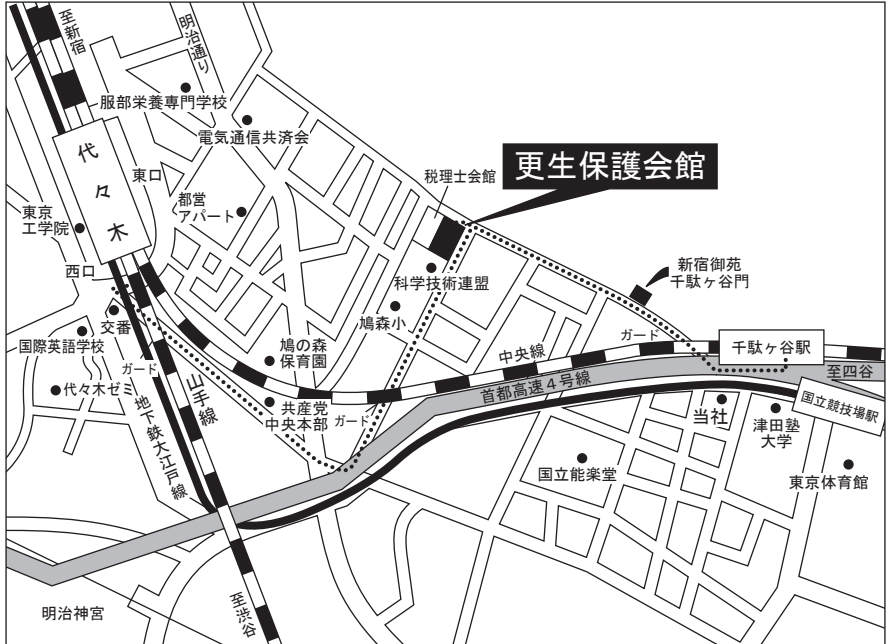 至新宿
明治通り
服部栄養専門学校
電気通信共済会
代々木
東口
東京
工学院
都営
アパート
税理士会館
更生保護会館
西口
科学技術連盟
新宿御苑
千駄ヶ谷門
交番
鳩森小
国際英語学校
鳩の森
保育園
中央線
ガード
千駄ヶ谷駅
ガード
至四谷
代々木ゼミ
山手線
共産党
中央本部
ガード
首都高速4号線
国立競技場駅
当社
津田塾
大学
地下鉄大江戸線
国立能楽堂
東京体育館
明治神宮
至渋谷